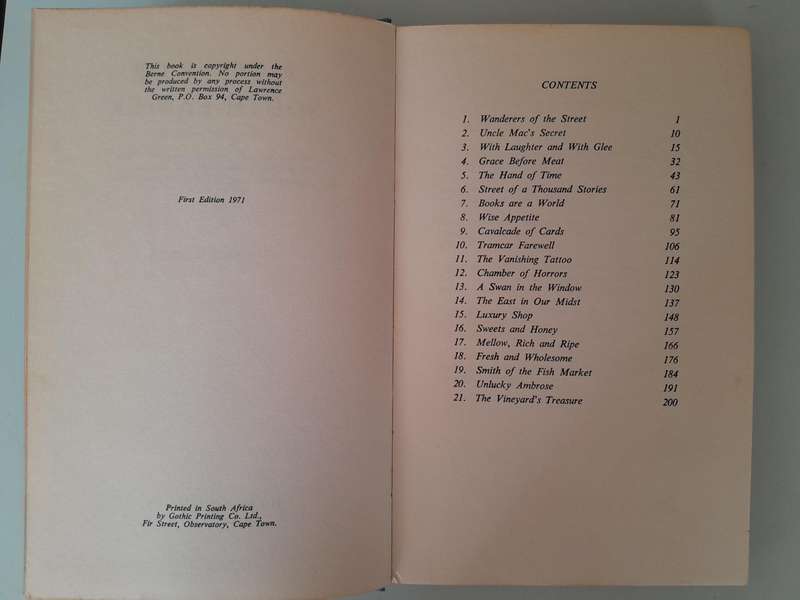 This book is copyright under the
Berne Convention. No portion may
be produced by any process without
the written permission of Lawrence
Green, P.O. Box 94, Cape Town.
First Edition 1971
Printed in South Africa
by Gothic Printing Co. Ltd.,
Fir Street, Observatory, Cape Town.
CONTENTS
1. Wanderers of the Street 1
2. Uncle Mac's Secret 10
3. With Laughter and With Glee 15
4. Grace Before Meat 32
5. The Hand of Time 43
6. Street of a Thousand Stories 61
7. Books are a World 71
8. Wise Appetite 81
9. Cavalcade of Cards 95
10. Tramcar Farewell 106
11. The Vanishing Tattoo 114
12. Chamber of Horrors 123
13. A Swan in the Window 130
14. The East in Our Midst 137
15. Luxury Shop 148
16. Sweets and Honey 157
17. Mellow, Rich and Ripe 166
18. Fresh and Wholesome 176
19. Smith of the Fish Market 184
20. Unlucky Ambrose 191
21. The Vineyard's Treasure 200